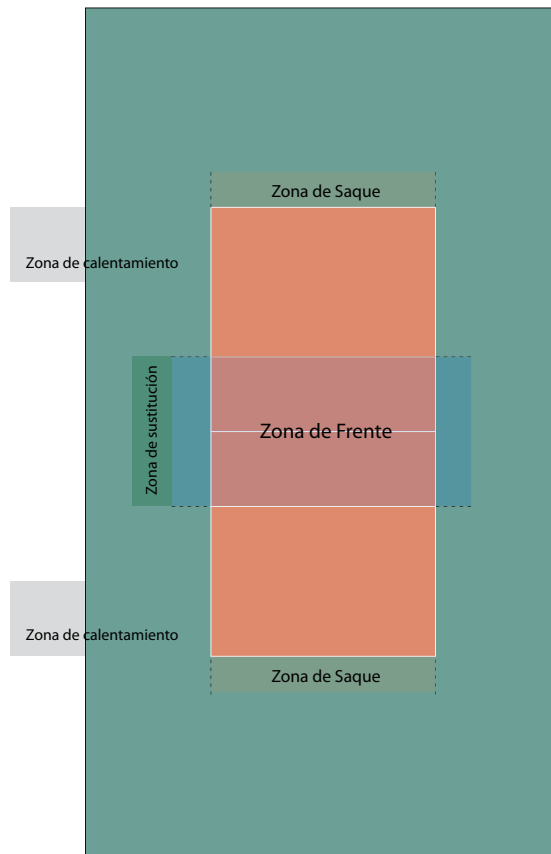 Zona de Saque
Zona de calentamiento
Zona de sustitución
Zona de Frente
Zona de calentamiento
Zona de Saque